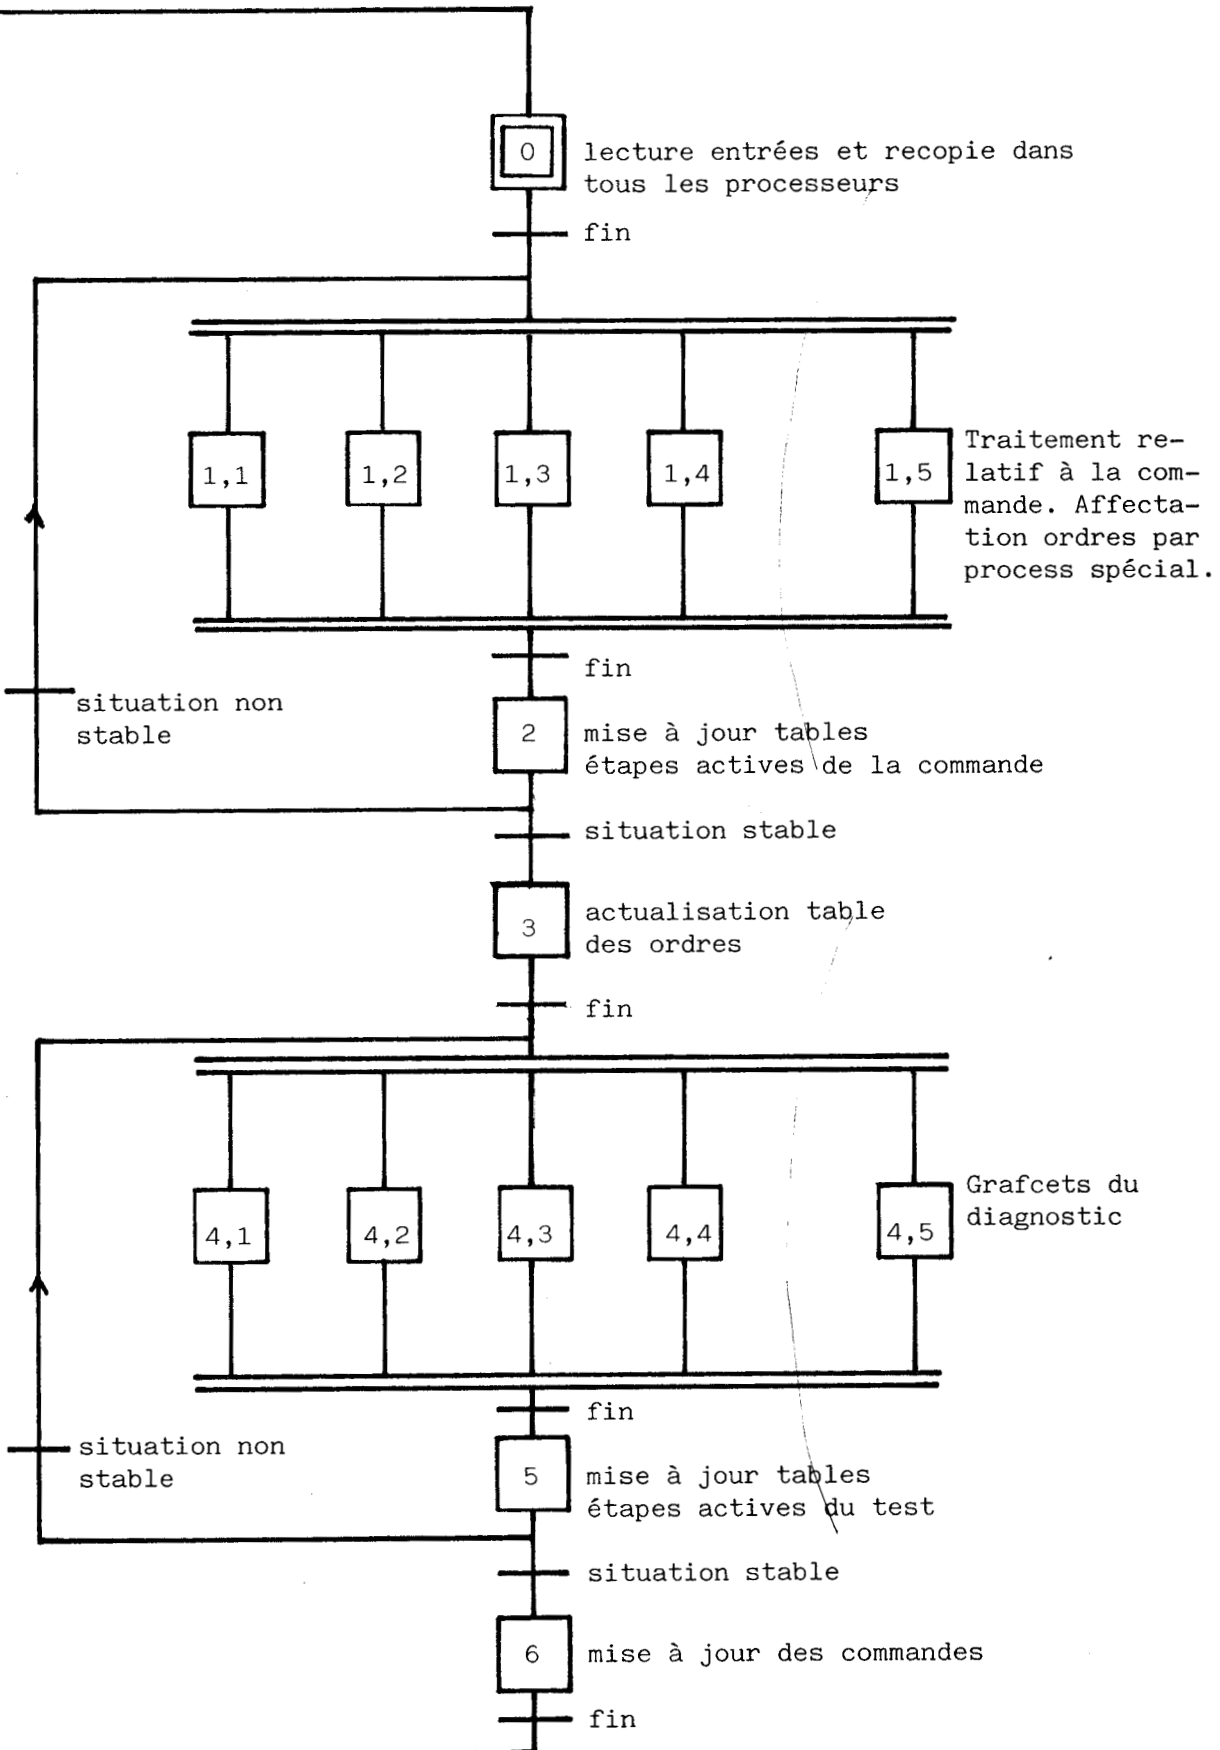 0
lecture entrées et recopie dans
tous les processeurs
fin
1,1
1,2
1,3
1,4
1,5
Traitement re-
latif à la com-
mande. Affecta-
tion ordres par
process spécial.
fin
situation non
stable
2
mise à jour tables
étapes actives de la commande
situation stable
3
actualisation table
des ordres
fin
4,1
4,2
4,3
4,4
4,5
Grafcets du
diagnostic
fin
situation non
stable
5
mise à jour tables
étapes actives du test
situation stable
6
mise à jour des commandes
fin